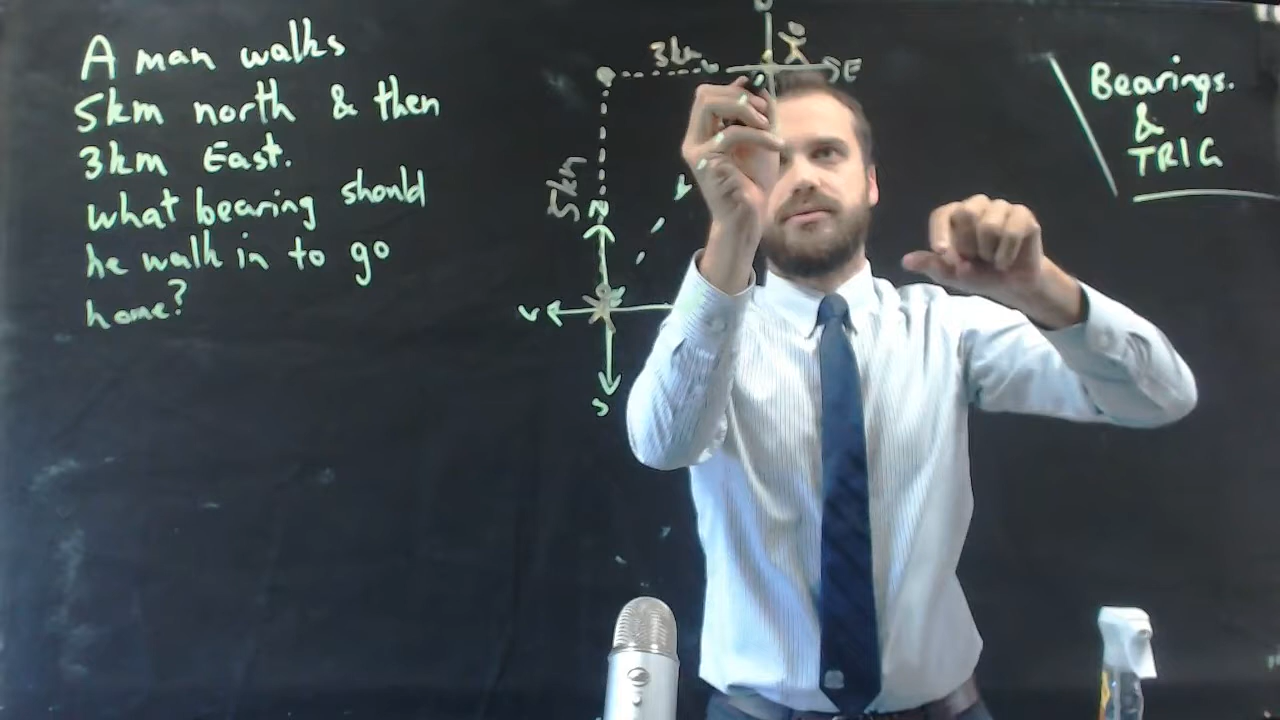 A man walks
5km north & then
3km East.
what bearing should
he walk in to go
home?
3km
E
5km
N
S
Bearings.
&
TRIG